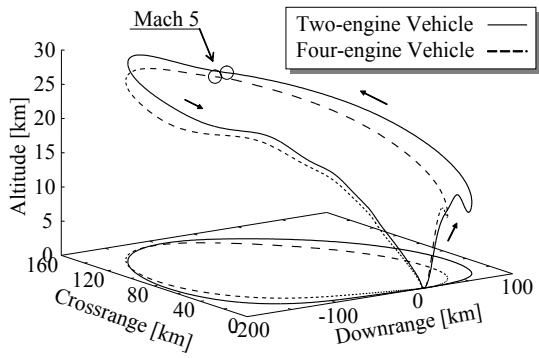 Mach 5
Two-engine Vehicle
Four-engine Vehicle
30
25
20
15
10
5
0
Altitude [km]
160
120
80
40
0
Crossrange [km]
-200
-100
0
100
Downrange [km]